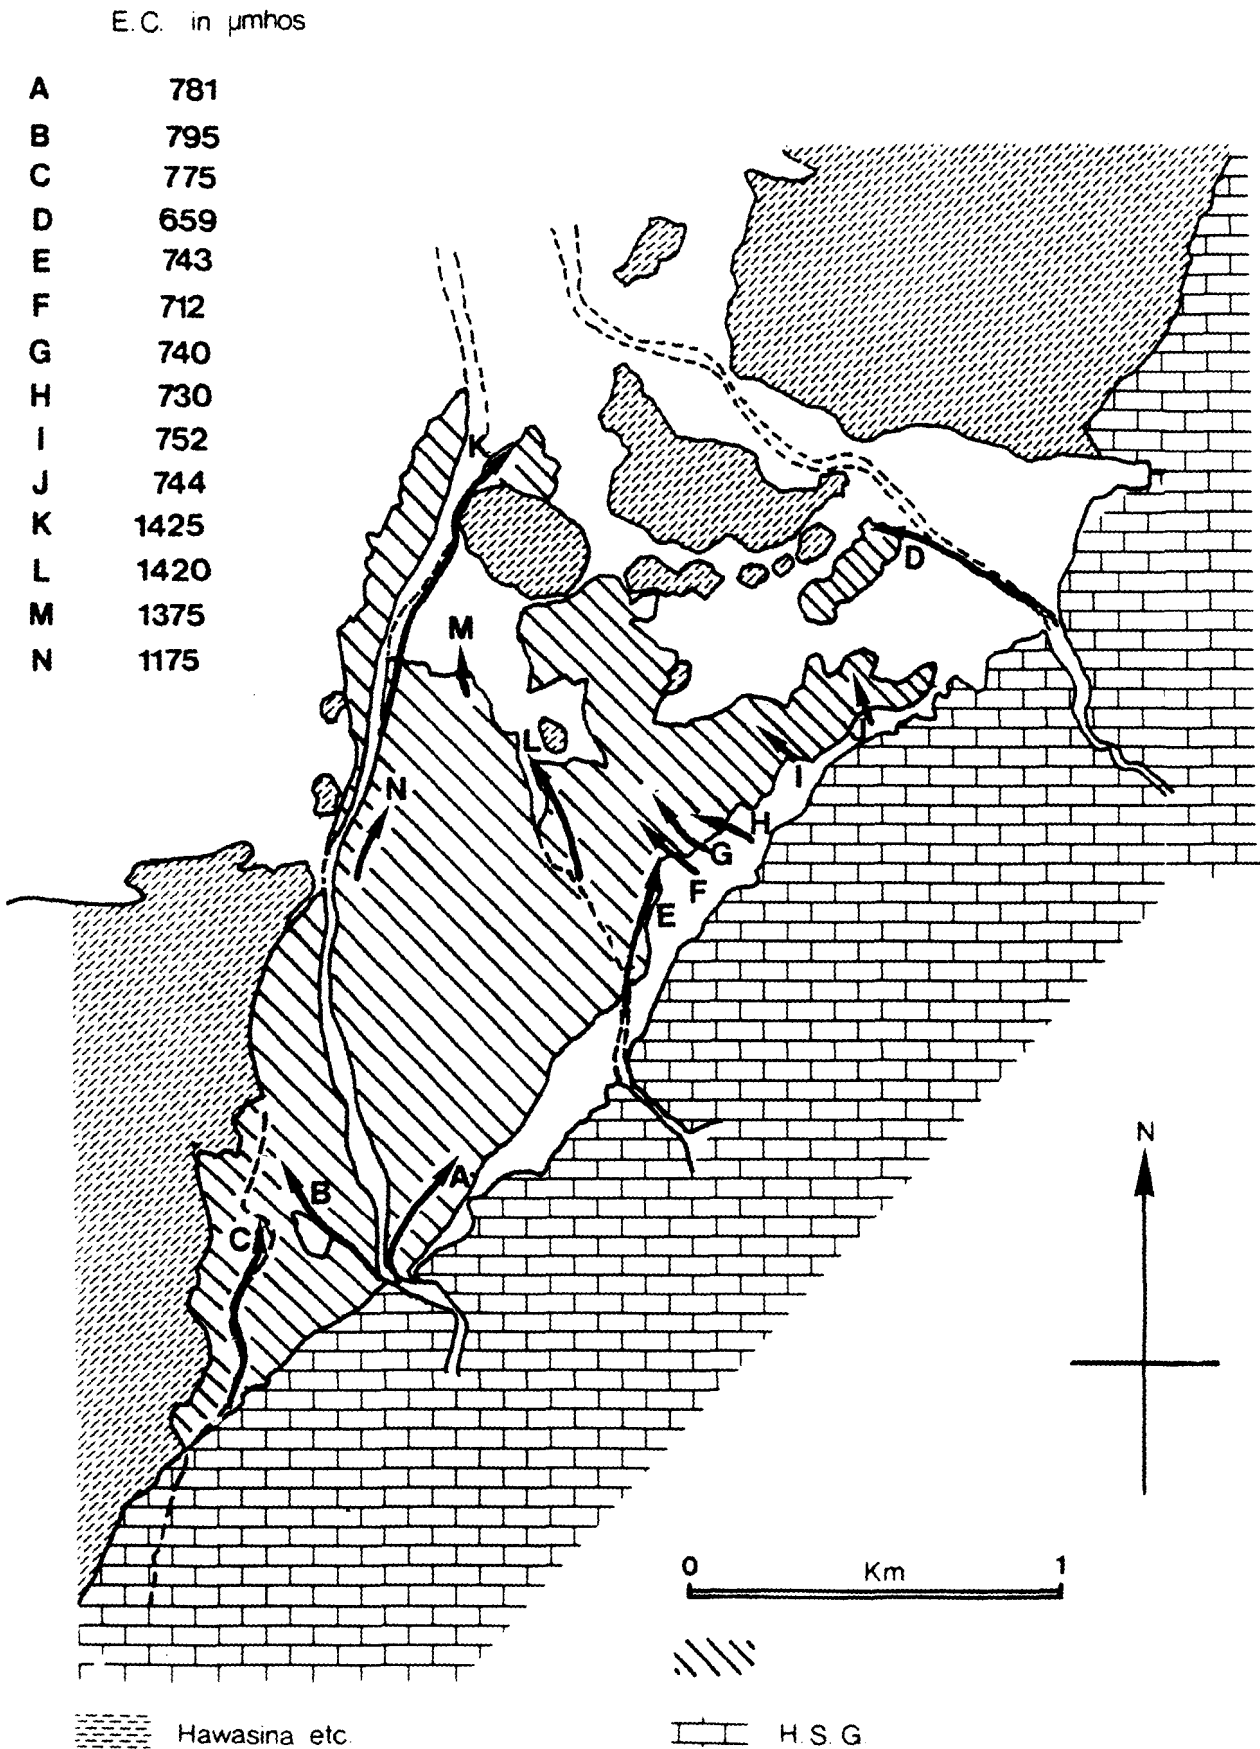 E.C. in µmhos
A 781
B 795
C 775
D 659
E 743
F 712
G 740
H 730
I 752
J 744
K 1425
L 1420
M 1375
N 1175
K
D
M
L
J
I
N
H
G
F
E
A
B
C
N
0 Km 1
Hawasina etc.
H.S.G.